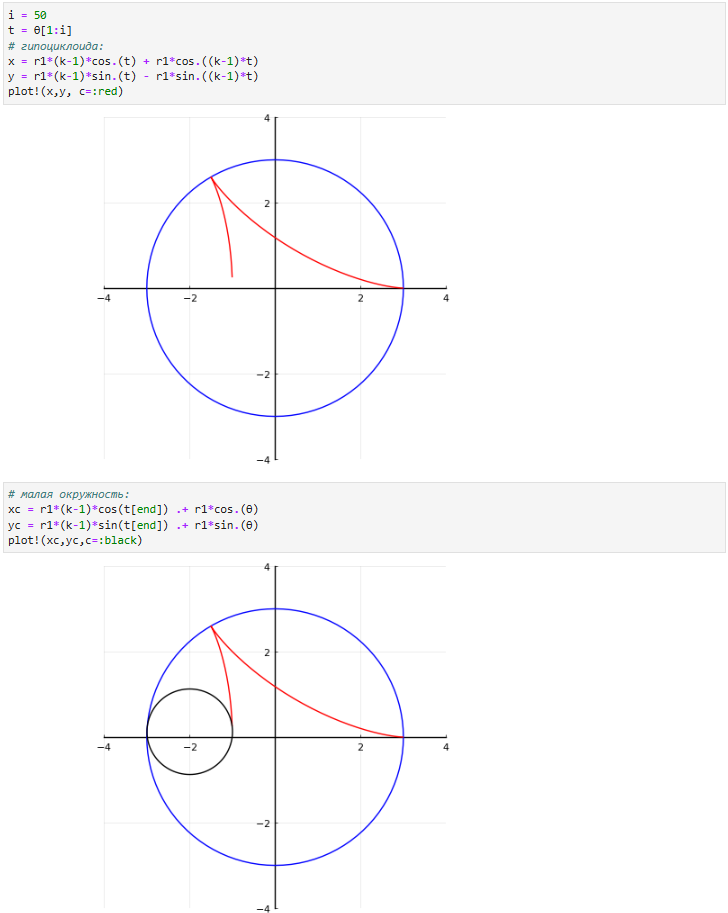 i = 50
t = θ[1:i]
# гипоциклоида:
x = r1*(k-1)*cos.(t) + r1*cos.((k-1)*t)
y = r1*(k-1)*sin.(t) - r1*sin.((k-1)*t)
plot!(x,y, c=:red)
4
2
−4 −2 2 4
−2
−4
# малая окружность:
xc = r1*(k-1)*cos(t[end]) .+ r1*cos.(θ)
yc = r1*(k-1)*sin(t[end]) .+ r1*sin.(θ)
plot!(xc,yc,c=:black)
4
2
−4 −2 2 4
−2
−4